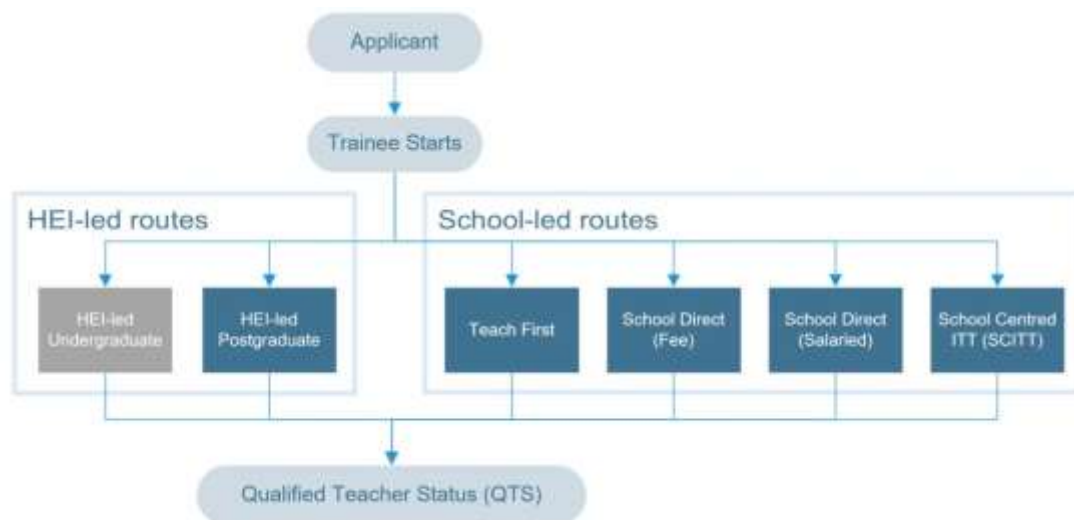 Applicant
Trainee Starts
HEI-led routes
School-led routes
HEI-led
Undergraduate
HEI-led
Postgraduate
Teach First
School Direct
(Fee)
School Direct
(Salaried)
School Centred
ITT (SCITT)
Qualified Teacher Status (QTS)